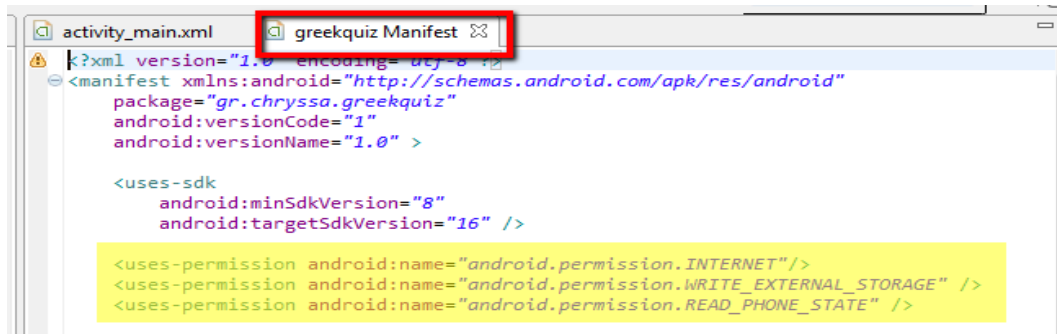 activity_main.xml greekquiz Manifest
<?xml version="1.0" encoding="utf-8"?>
<manifest xmlns:android="http://schemas.android.com/apk/res/android"
package="gr.chryssa.greekquiz"
android:versionCode="1"
android:versionName="1.0" >
<uses-sdk
android:minSdkVersion="8"
android:targetSdkVersion="16" />
<uses-permission android:name="android.permission.INTERNET"/>
<uses-permission android:name="android.permission.WRITE_EXTERNAL_STORAGE" />
<uses-permission android:name="android.permission.READ_PHONE_STATE" />